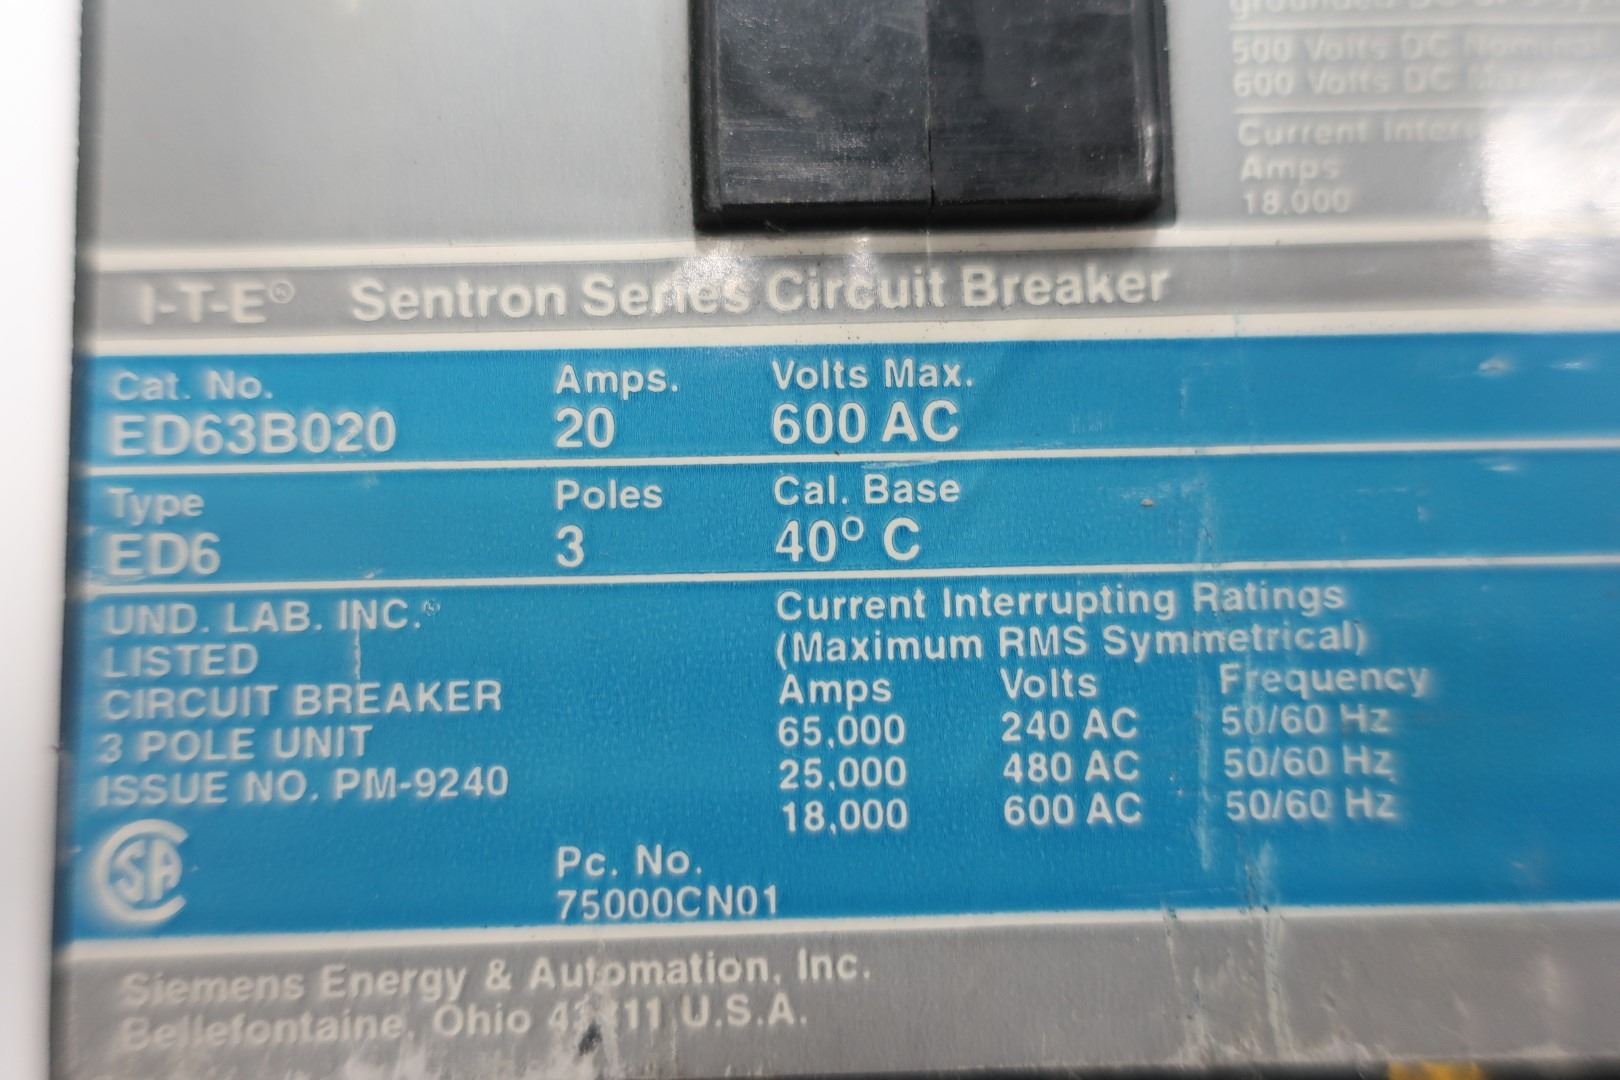 500 Volts DC Nominal
600 Volts DC
Current
Amps
18,000
I-T-E® Sentron Series Circuit Breaker
Cat. No. Amps. Volts Max.
ED63B020 20 600 AC
Type Poles Cal. Base
ED6 3 40° C
UND. LAB. INC.®
LISTED
CIRCUIT BREAKER
3 POLE UNIT
ISSUE NO. PM-9240
Current Interrupting Ratings
(Maximum RMS Symmetrical)
Amps Volts Frequency
65,000 240 AC 50/60 Hz
25,000 480 AC 50/60 Hz
18,000 600 AC 50/60 Hz
SA
Pc. No.
75000CN01
Siemens Energy & Automation, Inc.
Bellefontaine, Ohio U.S.A.